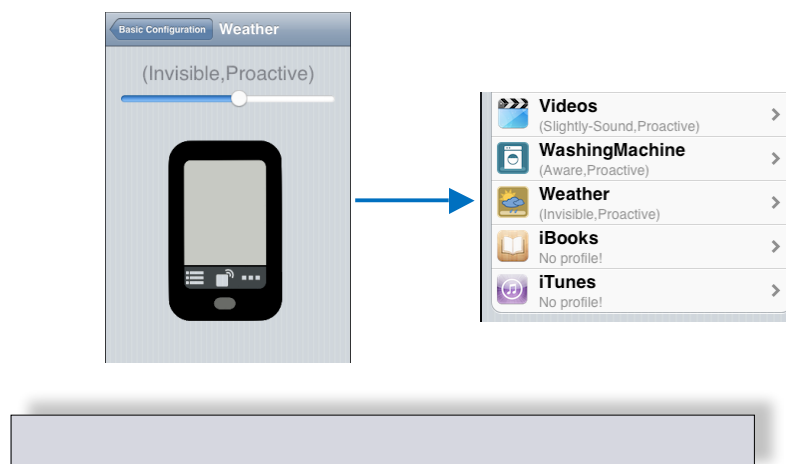 Basic Configuration Weather
(Invisible,Proactive)
Videos
(Slightly-Sound,Proactive)
WashingMachine
(Aware,Proactive)
Weather
(Invisible,Proactive)
iBooks
No profile!
iTunes
No profile!